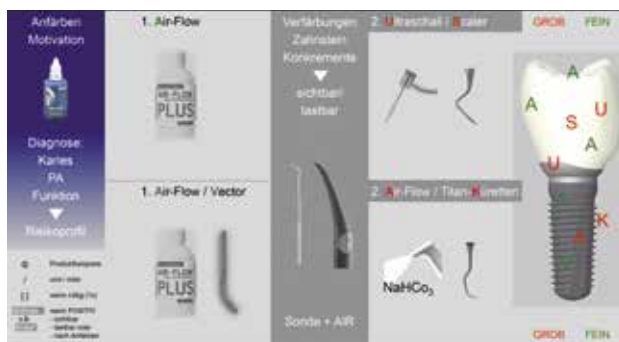 Anfärben
Motivation
Diagnose:
Karies
PA
Funktion
Risikoprofil
1. Air-Flow
AIR-FLOW
PLUS
1. Air-Flow / Vector
AIR-FLOW
PLUS
Verfärbungen
Zahnstein
Konkremente
sichtbar/
tastbar
Sonde + AIR
2. Ultraschall / Scaler
2. Air-Flow / Titan-Küretten
NaHCo3
GROB FEIN
A
A
U
S
A
U
K
A
GROB FEIN